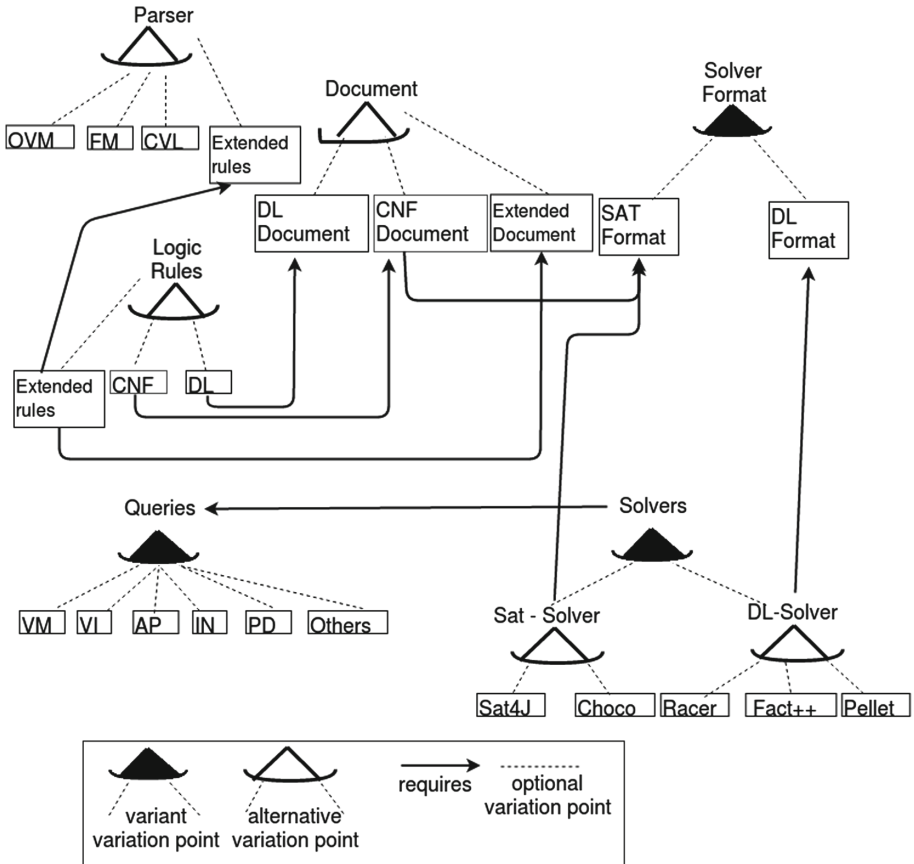 Parser
OVM
FM
CVL
Extended
rules
Document
DL
Document
CNF
Document
Extended
Document
Solver
Format
SAT
Format
DL
Format
Logic
Rules
Extended
rules
CNF
DL
Queries
VM
VI
AP
IN
PD
Others
Solvers
Sat - Solver
DL-Solver
Sat4J
Choco
Racer
Fact++
Pellet
variant
variation point
alternative
variation point
requires
optional
variation point